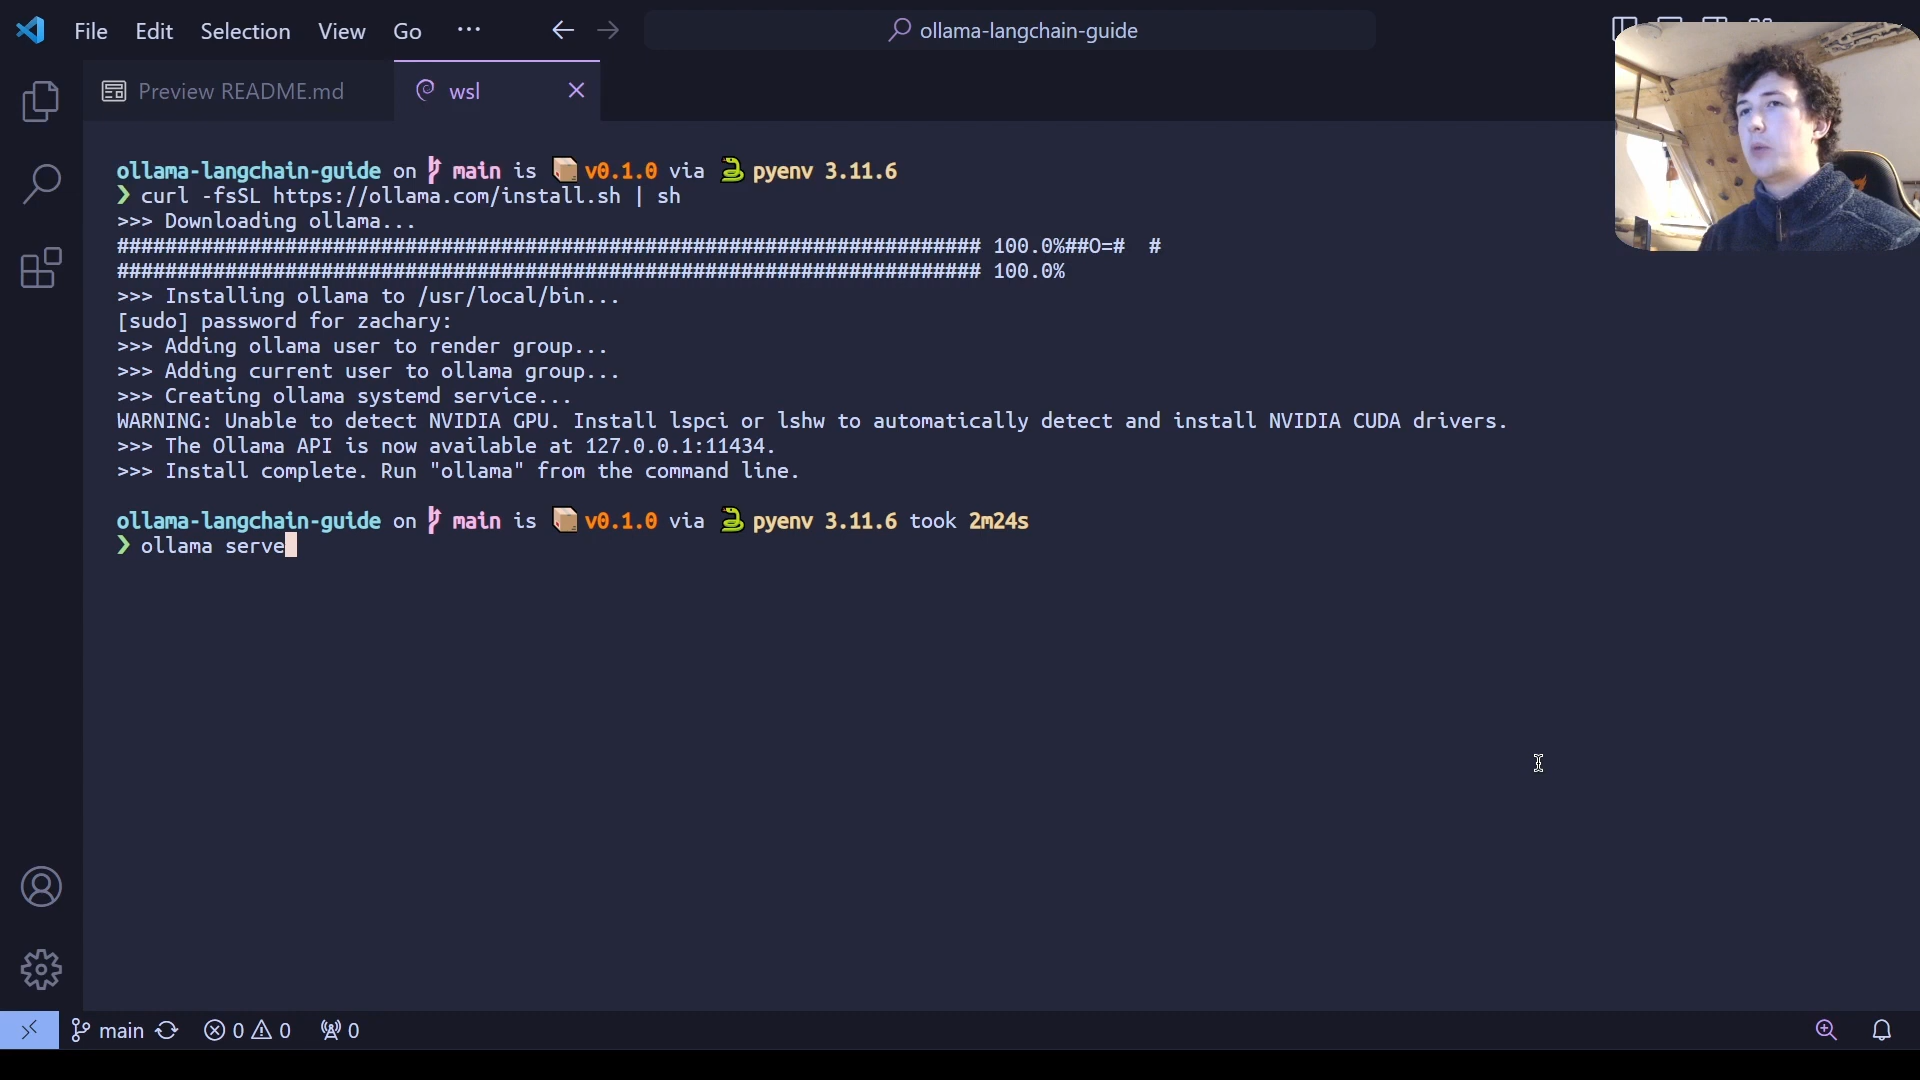 File Edit Selection View Go ···
ollama-langchain-guide
Preview README.md
wsl
ollama-langchain-guide on main is v0.1.0 via pyenv 3.11.6
❯ curl -fsSL https://ollama.com/install.sh | sh
>>> Downloading ollama...
######################################################################## 100.0%##O=#  #
######################################################################## 100.0%
>>> Installing ollama to /usr/local/bin...
[sudo] password for zachary:
>>> Adding ollama user to render group...
>>> Adding current user to ollama group...
>>> Creating ollama systemd service...
WARNING: Unable to detect NVIDIA GPU. Install lspci or lshw to automatically detect and install NVIDIA CUDA drivers.
>>> The Ollama API is now available at 127.0.0.1:11434.
>>> Install complete. Run "ollama" from the command line.
ollama-langchain-guide on main is v0.1.0 via pyenv 3.11.6 took 2m24s
❯ ollama serve
main 0 0 0